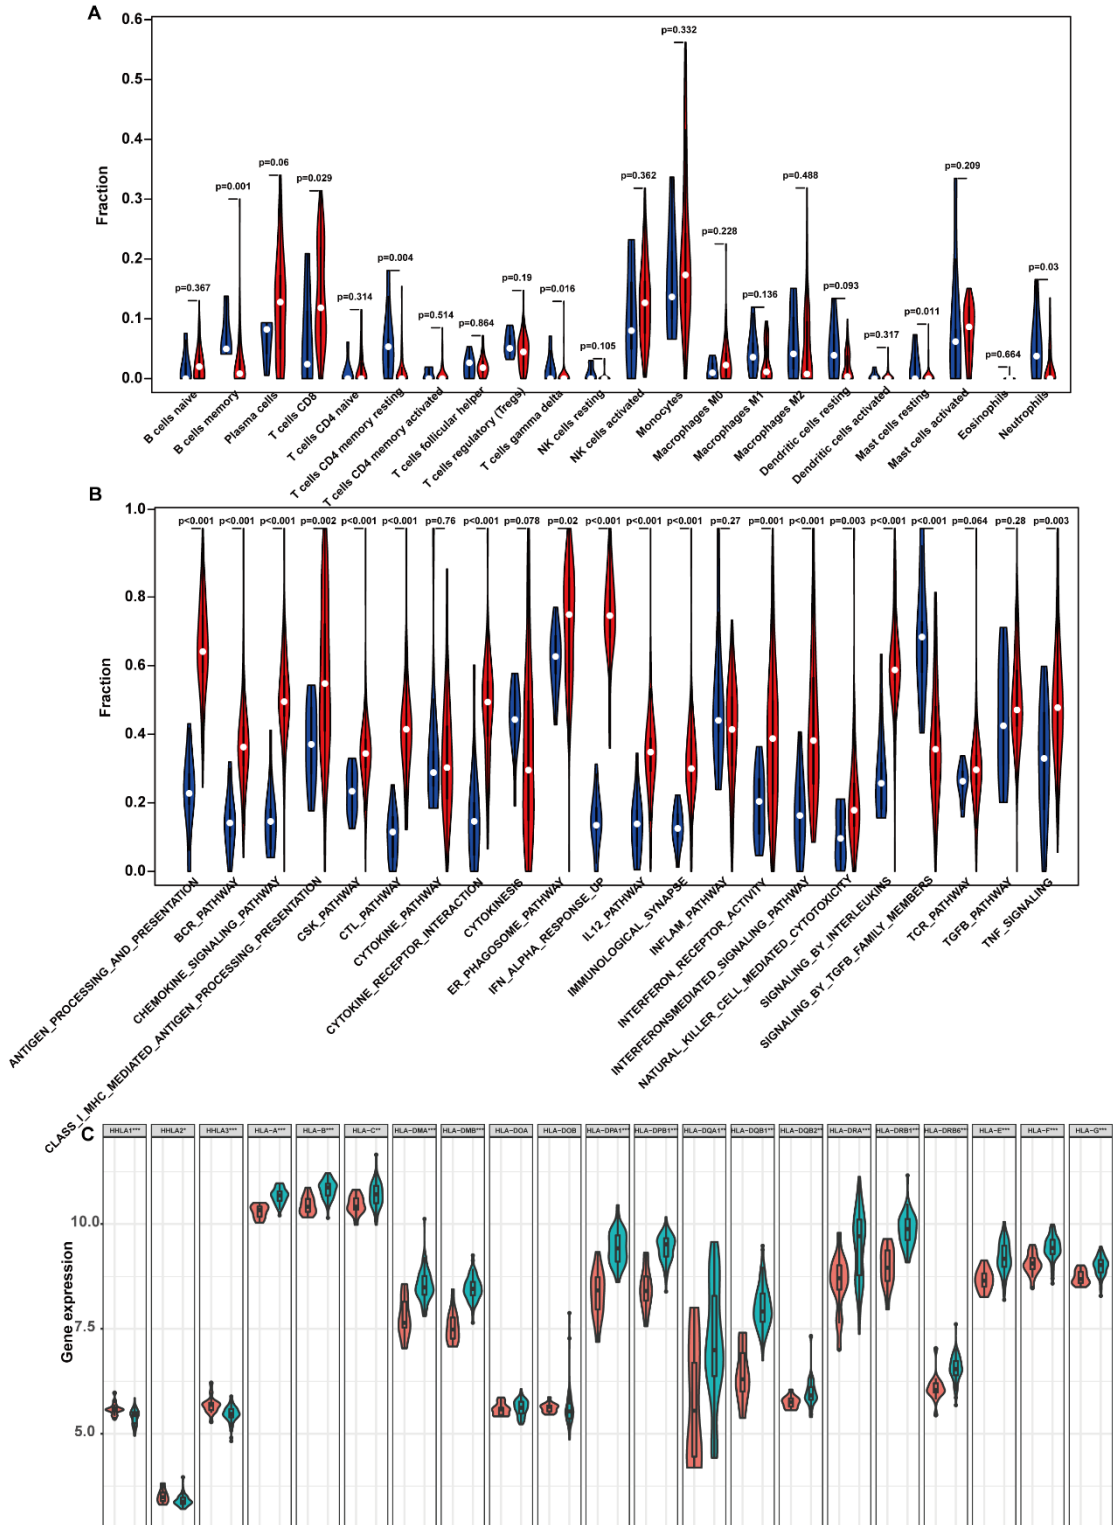 A
0.6
0.5
0.4
0.3
0.2
0.1
0.0
Fraction
p=0.367
p=0.001
p=0.06
p=0.029
p=0.314
p=0.004
p=0.514
p=0.864
p=0.19
p=0.016
p=0.105
p=0.362
p=0.332
p=0.228
p=0.136
p=0.488
p=0.093
p=0.317
p=0.011
p=0.209
p=0.664
p=0.03
B cells naive
B cells memory
Plasma cells
T cells CD8
T cells CD4 naive
T cells CD4 memory resting
T cells CD4 memory activated
T cells follicular helper
T cells regulatory (Tregs)
T cells gamma delta
NK cells resting
NK cells activated
Monocytes
Macrophages M0
Macrophages M1
Macrophages M2
Dendritic cells resting
Dendritic cells activated
Mast cells resting
Mast cells activated
Eosinophils
Neutrophils
B
1.0
0.8
0.6
0.4
0.2
0.0
Fraction
p<0.001
p<0.001
p<0.001
p=0.002
p<0.001
p<0.001
p=0.76
p<0.001
p=0.078
p=0.02
p<0.001
p<0.001
p<0.001
p=0.27
p=0.001
p<0.001
p=0.003
p<0.001
p<0.001
p=0.064
p=0.28
p=0.003
ANTIGEN_PROCESSING_AND_PRESENTATION
BCR_PATHWAY
CHEMOKINE_SIGNALING_PATHWAY
CLASS_I_MHC_MEDIATED_ANTIGEN_PROCESSING_PRESENTATION
CSK_PATHWAY
CTL_PATHWAY
CYTOKINE_PATHWAY
CYTOKINE_RECEPTOR_INTERACTION
CYTOKINESIS
ER_PHAGOSOME_PATHWAY
IFN_ALPHA_RESPONSE_UP
IL12_PATHWAY
IMMUNOLOGICAL_SYNAPSE
INFLAM_PATHWAY
INTERFERON_RECEPTOR_ACTIVITY
INTERFERONSMEDIATED_SIGNALING_PATHWAY
NATURAL_KILLER_CELL_MEDIATED_CYTOTOXICITY
SIGNALING_BY_INTERLEUKINS
SIGNALING_BY_TGFB_FAMILY_MEMBERS
TCR_PATHWAY
TGFB_PATHWAY
TNF_SIGNALING
C
HHLA1***
HHLA2*
HHLA3***
HLA-A***
HLA-B***
HLA-C**
HLA-DMA***
HLA-DMB***
HLA-DOA
HLA-DOB
HLA-DPA1***
HLA-DPB1***
HLA-DQA1**
HLA-DQB1***
HLA-DQB2**
HLA-DRA***
HLA-DRB1***
HLA-DRB6***
HLA-E***
HLA-F***
HLA-G***
10.0
7.5
5.0
Gene expression